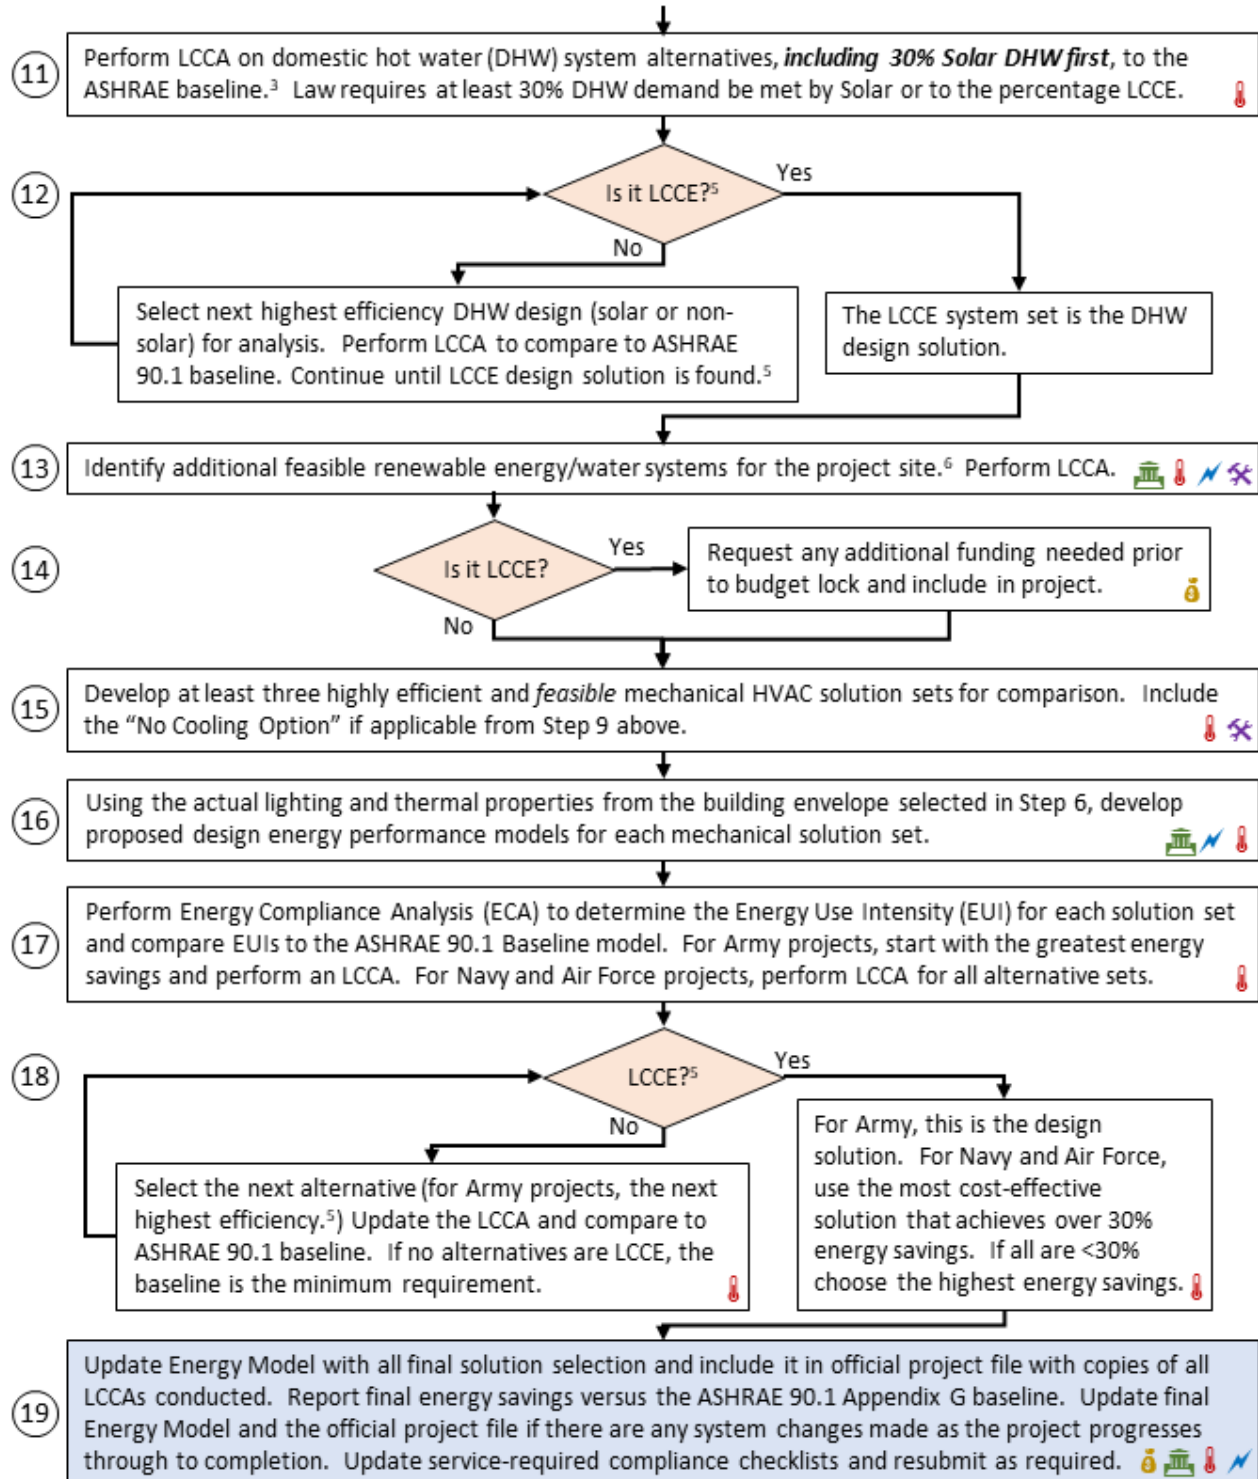 11
Perform LCCA on domestic hot water (DHW) system alternatives, including 30% Solar DHW first, to the
ASHRAE baseline.³ Law requires at least 30% DHW demand be met by Solar or to the percentage LCCE.
12
Is it LCCE?⁵
Yes
No
Select next highest efficiency DHW design (solar or non-
solar) for analysis. Perform LCCA to compare to ASHRAE
90.1 baseline. Continue until LCCE design solution is found.⁵
The LCCE system set is the DHW
design solution.
13
Identify additional feasible renewable energy/water systems for the project site.⁶ Perform LCCA.
14
Is it LCCE?
Yes
No
Request any additional funding needed prior
to budget lock and include in project.
15
Develop at least three highly efficient and feasible mechanical HVAC solution sets for comparison. Include
the “No Cooling Option” if applicable from Step 9 above.
16
Using the actual lighting and thermal properties from the building envelope selected in Step 6, develop
proposed design energy performance models for each mechanical solution set.
17
Perform Energy Compliance Analysis (ECA) to determine the Energy Use Intensity (EUI) for each solution set
and compare EUIs to the ASHRAE 90.1 Baseline model. For Army projects, start with the greatest energy
savings and perform an LCCA. For Navy and Air Force projects, perform LCCA for all alternative sets.
18
LCCE?⁵
Yes
No
Select the next alternative (for Army projects, the next
highest efficiency.⁵) Update the LCCA and compare to
ASHRAE 90.1 baseline. If no alternatives are LCCE, the
baseline is the minimum requirement.
For Army, this is the design
solution. For Navy and Air Force,
use the most cost-effective
solution that achieves over 30%
energy savings. If all are <30%
choose the highest energy savings.
19
Update Energy Model with all final solution selection and include it in official project file with copies of all
LCCAs conducted. Report final energy savings versus the ASHRAE 90.1 Appendix G baseline. Update final
Energy Model and the official project file if there are any system changes made as the project progresses
through to completion. Update service-required compliance checklists and resubmit as required.